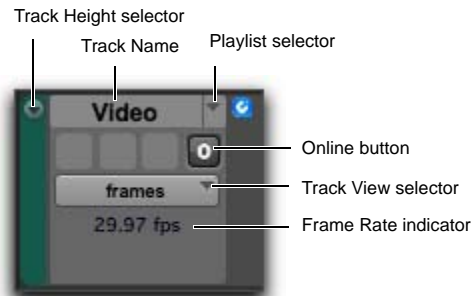 Track Height selector
Track Name
Playlist selector
Video
O
Online button
frames
Track View selector
29.97 fps
Frame Rate indicator